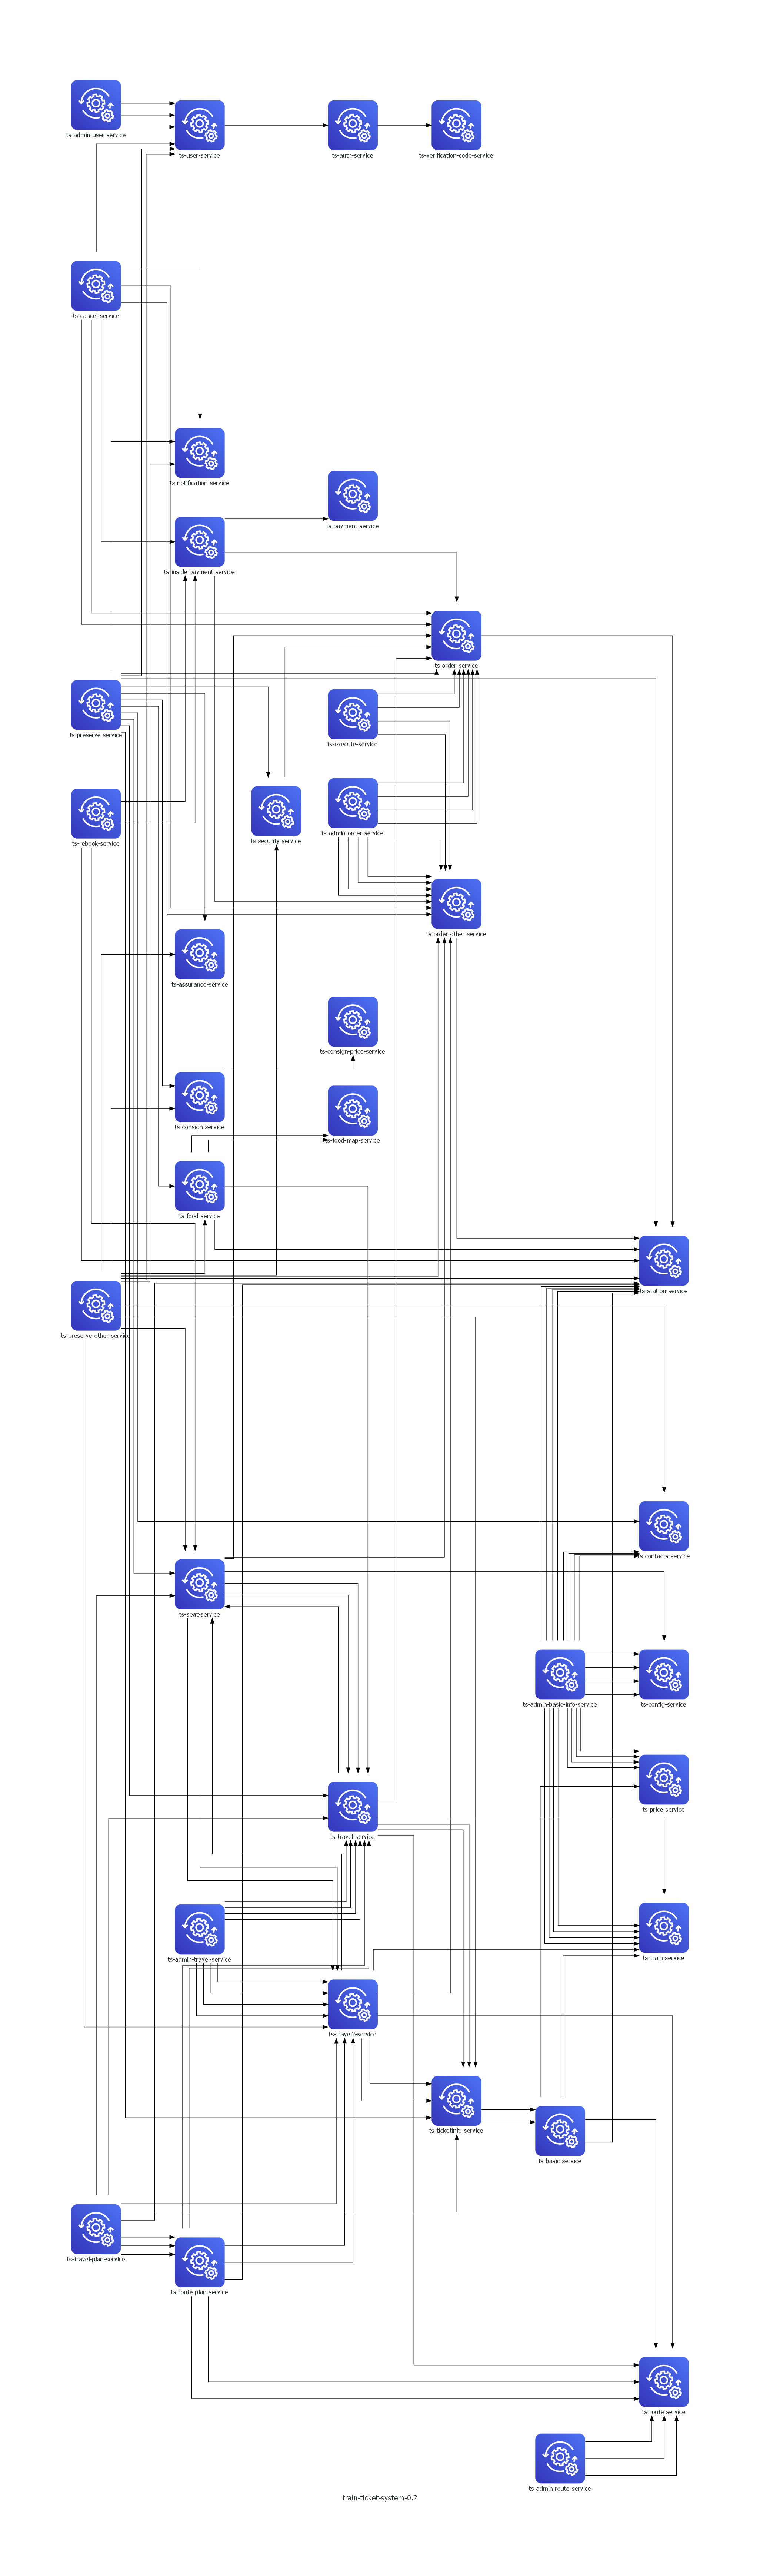 ts-admin-user-service
ts-user-service
ts-auth-service
ts-verification-code-service
ts-cancel-service
ts-notification-service
ts-payment-service
ts-inside-payment-service
ts-order-service
ts-preserve-service
ts-execute-service
ts-rebook-service
ts-security-service
ts-admin-order-service
ts-order-other-service
ts-assurance-service
ts-consign-price-service
ts-consign-service
ts-food-map-service
ts-food-service
ts-station-service
ts-preserve-other-service
ts-contacts-service
ts-seat-service
ts-admin-basic-info-service
ts-config-service
ts-price-service
ts-travel-service
ts-admin-travel-service
ts-train-service
ts-travel2-service
ts-ticketinfo-service
ts-basic-service
ts-travel-plan-service
ts-route-plan-service
ts-route-service
ts-admin-route-service
train-ticket-system-0.2